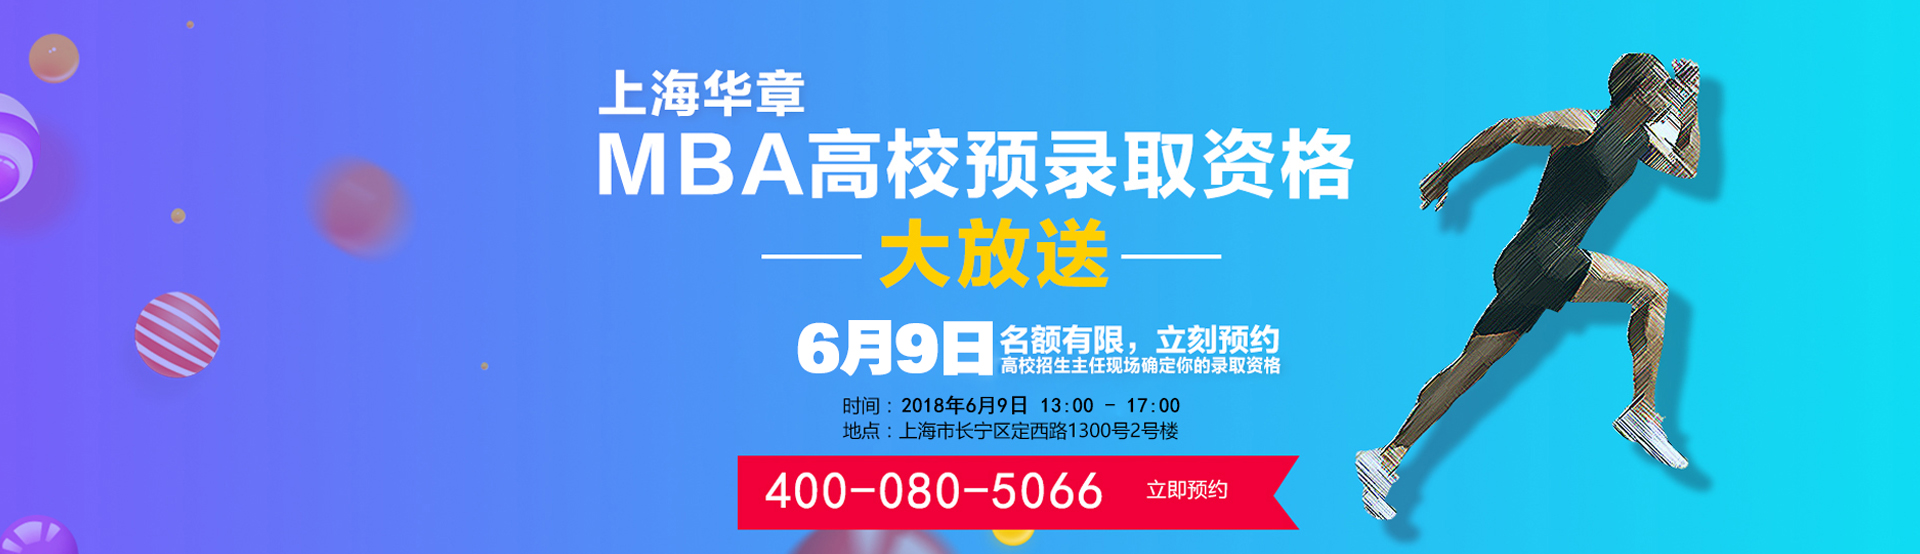 上海华章
MBA高校预录取资格
大放送
6月9日 名额有限，立刻预约
高校招生主任现场确定你的录取资格
时间：2018年6月9日 13:00 - 17:00
地点：上海市长宁区定西路1300号2号楼
400-080-5066 立即预约